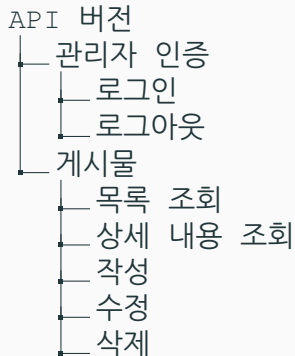 API 버전
관리자 인증
로그인
로그아웃
게시물
목록 조회
상세 내용 조회
작성
수정
삭제